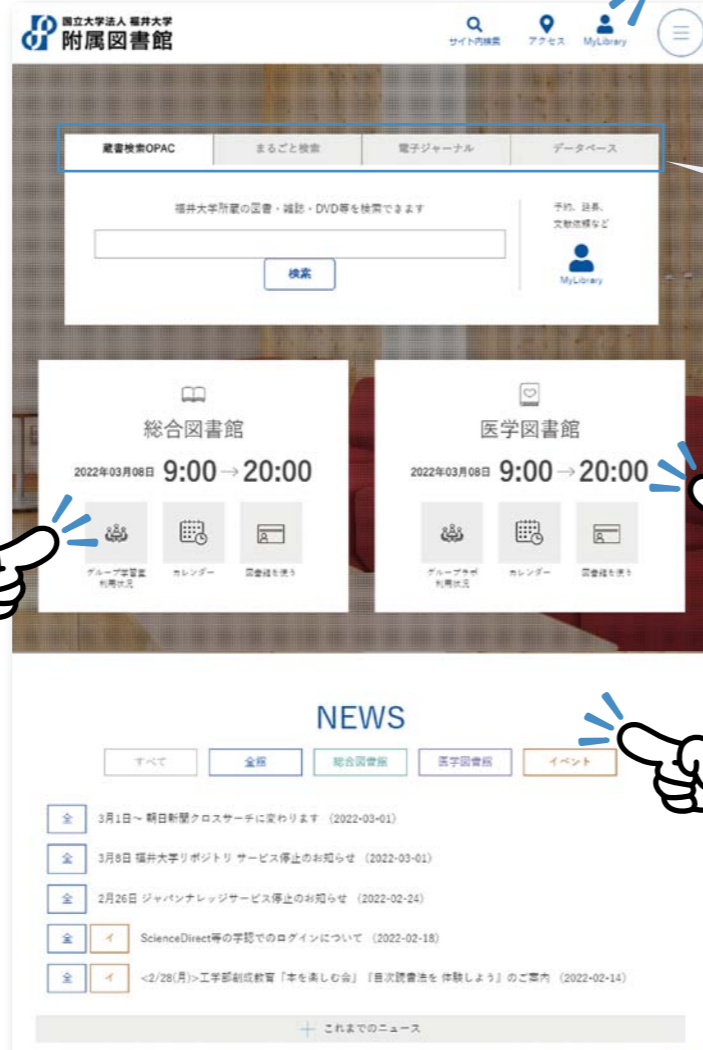 国立大学法人 福井大学
附属図書館
サイト内検索
アクセス
MyLibrary
蔵書検索OPAC
まるごと検索
電子ジャーナル
データベース
福井大学所蔵の図書・雑誌・DVD等を検索できます
検索
予約、延長、
文献依頼など
MyLibrary
総合図書館
2022年03月08日 9:00→20:00
グループ学習室
利用状況
カレンダー
図書館を使う
医学図書館
2022年03月08日 9:00→20:00
グループラボ
利用状況
カレンダー
図書館を使う
NEWS
すべて
全館
総合図書館
医学図書館
イベント
全 3月1日～ 朝日新聞クロスサーチに変わります (2022-03-01)
全 3月8日 福井大学リポジトリ サービス停止のお知らせ (2022-03-01)
全 2月26日 ジャパンナレッジサービス停止のお知らせ (2022-02-24)
全 イ ScienceDirect等の学認でのログインについて (2022-02-18)
全 イ <2/28(月)>工学部創成教育「本を楽しむ会」『目次読書法を 体験しよう』のご案内 (2022-02-14)
＋ これまでのニュース